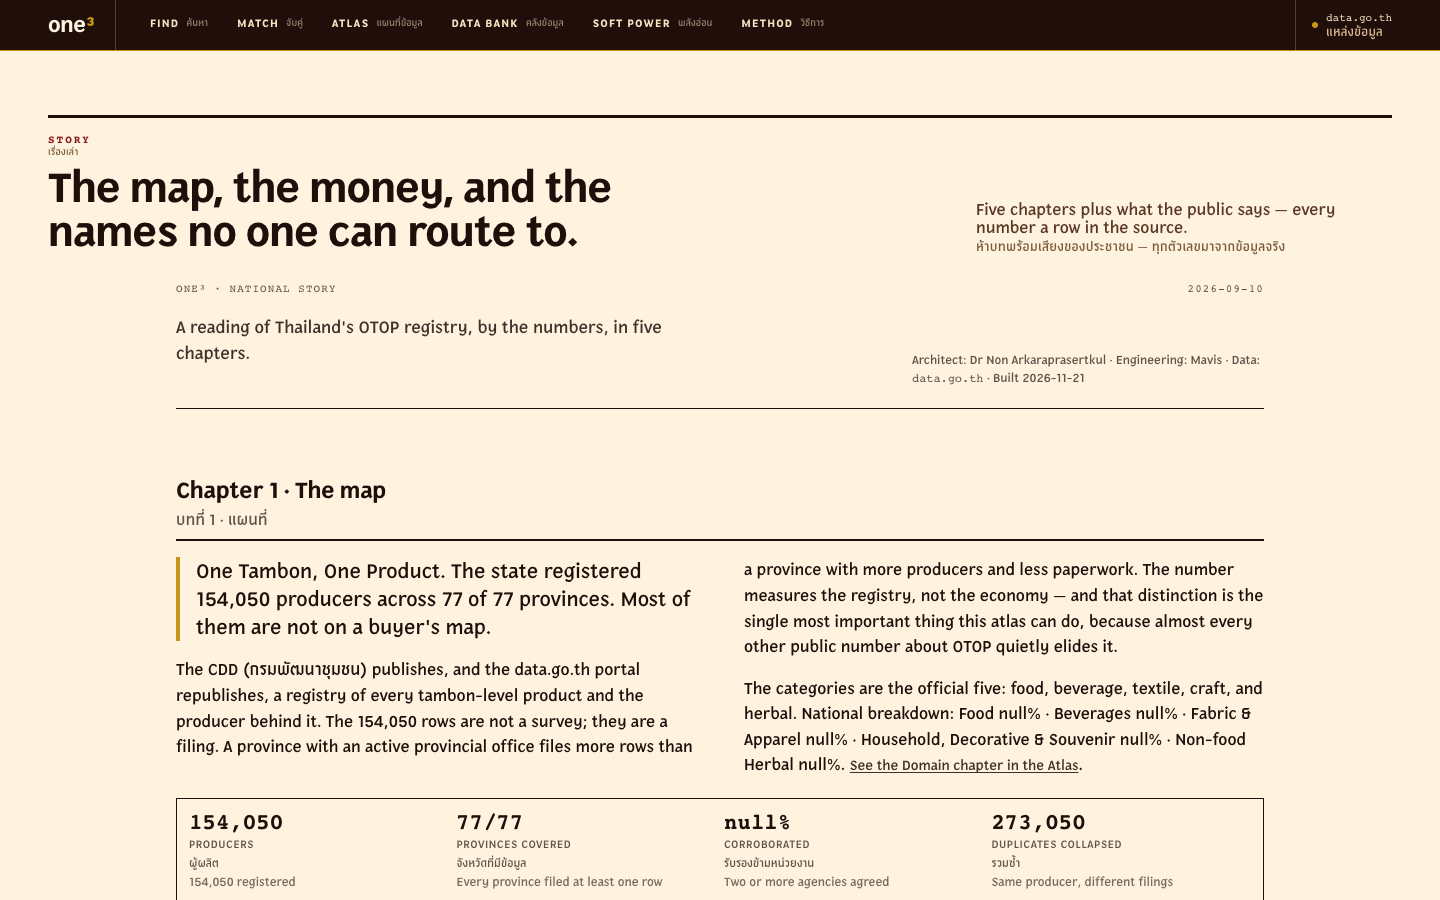 one³
FIND ค้นหา
MATCH จับคู่
ATLAS แผนที่ข้อมูล
DATA BANK คลังข้อมูล
SOFT POWER พลังอ่อน
METHOD วิธีการ
data.go.th
แหล่งข้อมูล
STORY
เรื่องเล่า
The map, the money, and the
names no one can route to.
Five chapters plus what the public says — every
number a row in the source.
ห้าบทพร้อมเสียงของประชาชน — ทุกตัวเลขมาจากข้อมูลจริง
ONE³ · NATIONAL STORY
2026-09-10
A reading of Thailand's OTOP registry, by the numbers, in five
chapters.
Architect: Dr Non Arkaraprasertkul · Engineering: Mavis · Data:
data.go.th · Built 2026-11-21
Chapter 1 · The map
บทที่ 1 · แผนที่
One Tambon, One Product. The state registered
154,050 producers across 77 of 77 provinces. Most of
them are not on a buyer's map.
The CDD (กรมพัฒนาชุมชน) publishes, and the data.go.th portal
republishes, a registry of every tambon-level product and the
producer behind it. The 154,050 rows are not a survey; they are a
filing. A province with an active provincial office files more rows than
a province with more producers and less paperwork. The number
measures the registry, not the economy — and that distinction is the
single most important thing this atlas can do, because almost every
other public number about OTOP quietly elides it.
The categories are the official five: food, beverage, textile, craft, and
herbal. National breakdown: Food null% · Beverages null% · Fabric &
Apparel null% · Household, Decorative & Souvenir null% · Non-food
Herbal null%. See the Domain chapter in the Atlas.
154,050
PRODUCERS
ผู้ผลิต
154,050 registered
77/77
PROVINCES COVERED
จังหวัดที่มีข้อมูล
Every province filed at least one row
null%
CORROBORATED
รับรองข้ามหน่วยงาน
Two or more agencies agreed
273,050
DUPLICATES COLLAPSED
รวมซ้ำ
Same producer, different filings